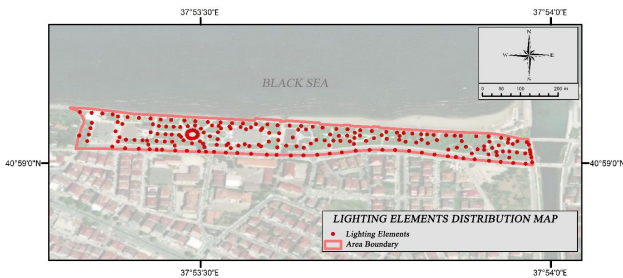 37°53'30"E 37°54'0"E
N
W E
S
0 50 100 200 m
BLACK SEA
40°59'0"N 40°59'0"N
LIGHTING ELEMENTS DISTRIBUTION MAP
Lighting Elements
Area Boundary
37°53'30"E 37°54'0"E